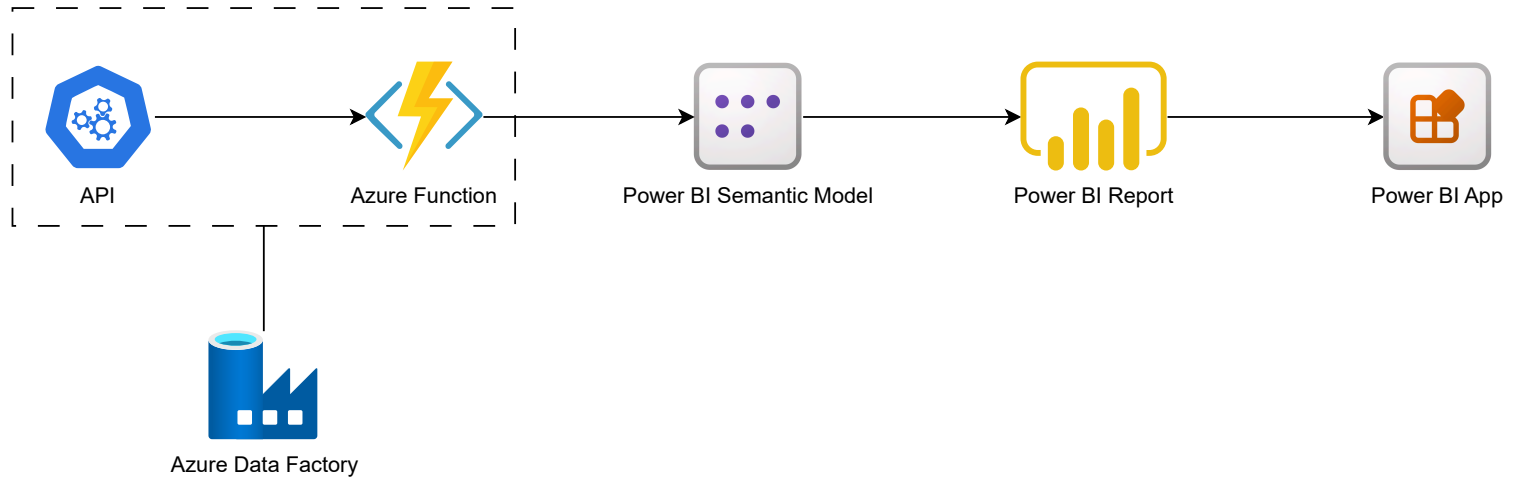 API
Azure Function
Power BI Semantic Model
Power BI Report
Power BI App
Azure Data Factory